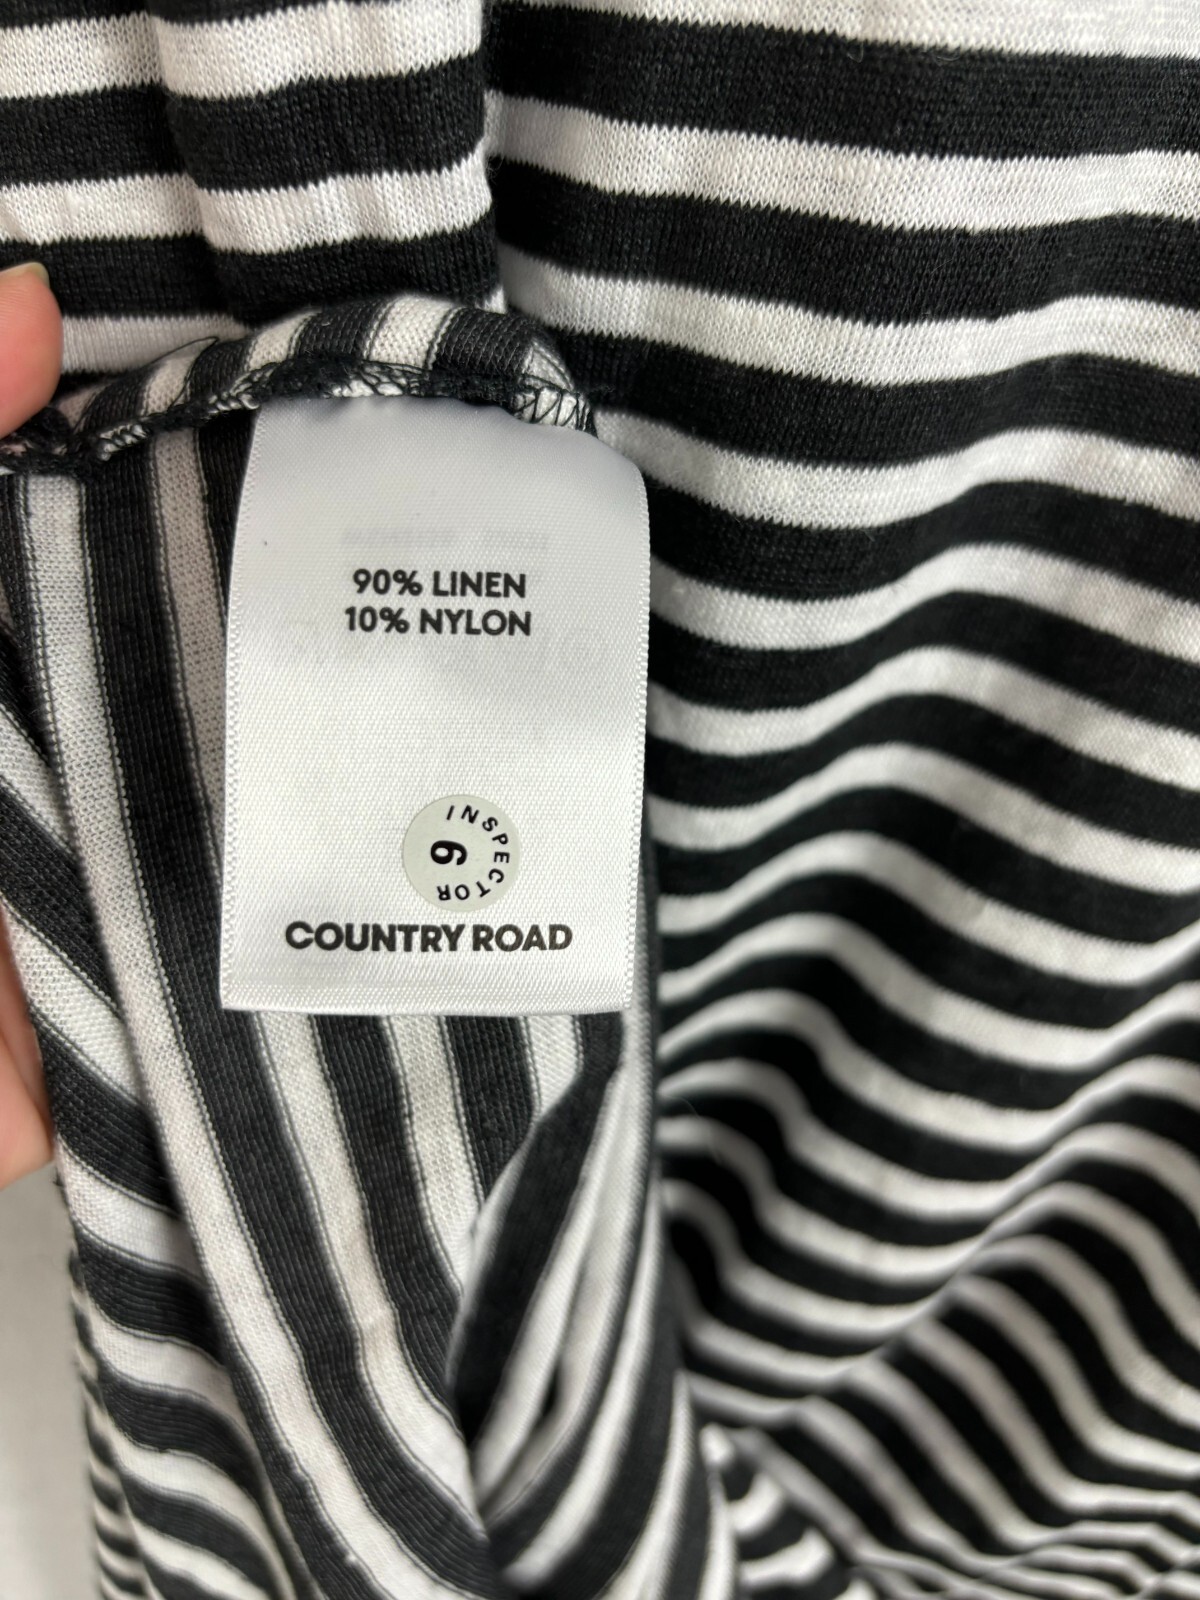 90% LINEN
10% NYLON
INSPECTOR
6
COUNTRY ROAD